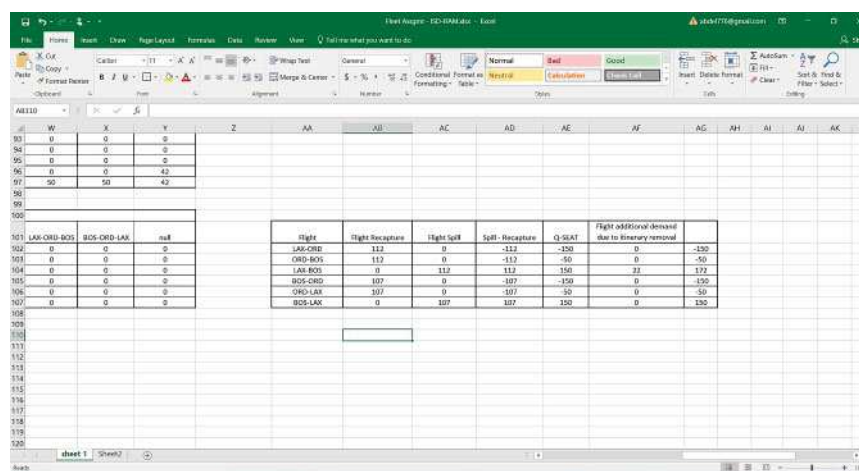 Fleet Assgmt - ISD-FAM.xlsx - Excel
File Home Insert Draw Page Layout Formulas Data Review View Tell me what you want to do
Cut Calibri 11 Wrap Text General Normal Bad Good AutoSum
Paste Copy Merge & Center Conditional Format as Neutral Calculation Check Cell Insert Delete Format Fill Sort & Find &
Format Painter Formatting Table Clear Filter Select
Clipboard Font Alignment Number Styles Cells Editing
AB110
W X Y Z AA AB AC AD AE AF AG AH AI AJ AK
93 0 0 0
94 0 0 0
95 0 0 0
96 0 0 42
97 50 50 42
98
99
100
Flight additional demand
101 LAX-ORD-BOS BOS-ORD-LAX null Flight Flight Recapture Flight Spill Spill - Recapture Q-SEAT due to itinerary removal
102 0 0 0 LAX-ORD 112 0 -112 -150 0 -150
103 0 0 0 ORD-BOS 112 0 -112 -50 0 -50
104 0 0 0 LAX-BOS 0 112 112 150 22 172
105 0 0 0 BOS-ORD 107 0 -107 -150 0 -150
106 0 0 0 ORD-LAX 107 0 -107 -50 0 -50
107 0 0 0 BOS-LAX 0 107 107 150 0 150
108
109
110
111
112
113
114
115
116
117
118
119
120
sheet 1 Sheet2
Ready